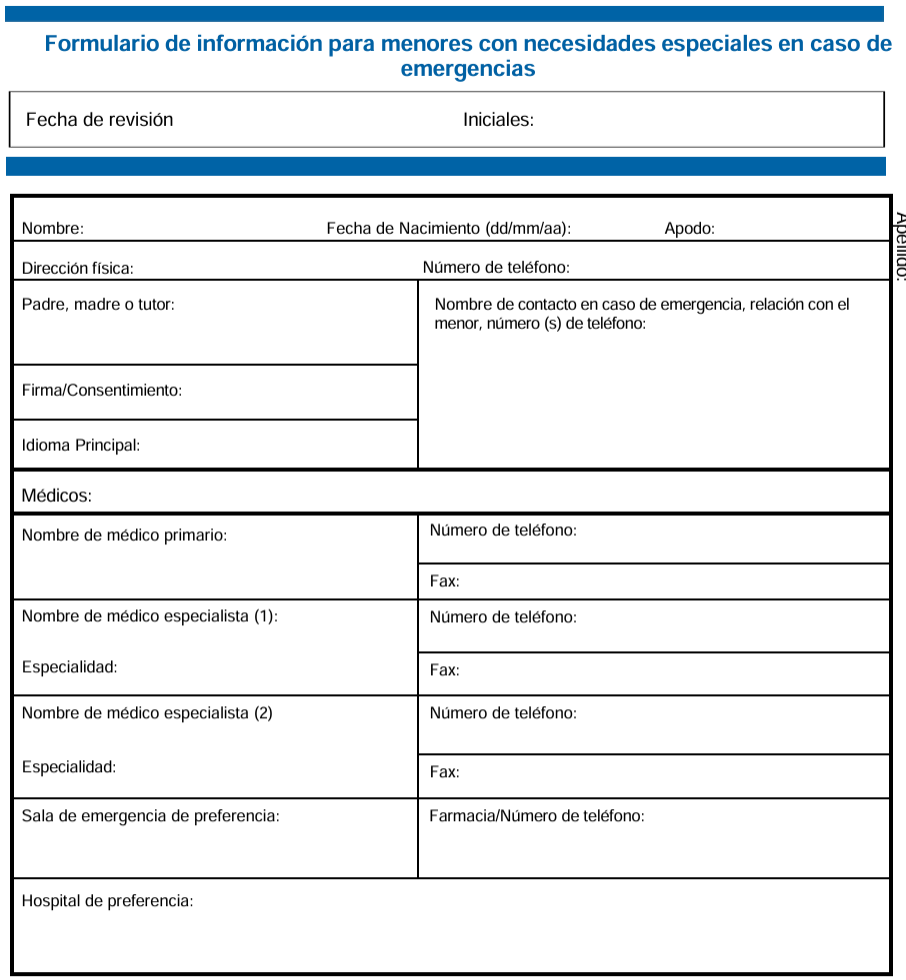 Formulario de información para menores con necesidades especiales en caso de
emergencias
Fecha de revisión Iniciales:
Nombre: Fecha de Nacimiento (dd/mm/aa): Apodo:
Apellido:
Dirección física: Número de teléfono:
Padre, madre o tutor:
Nombre de contacto en caso de emergencia, relación con el
menor, número (s) de teléfono:
Firma/Consentimiento:
Idioma Principal:
Médicos:
Nombre de médico primario:
Número de teléfono:
Fax:
Nombre de médico especialista (1):
Número de teléfono:
Especialidad:
Fax:
Nombre de médico especialista (2)
Número de teléfono:
Especialidad:
Fax:
Sala de emergencia de preferencia:
Farmacia/Número de teléfono:
Hospital de preferencia: